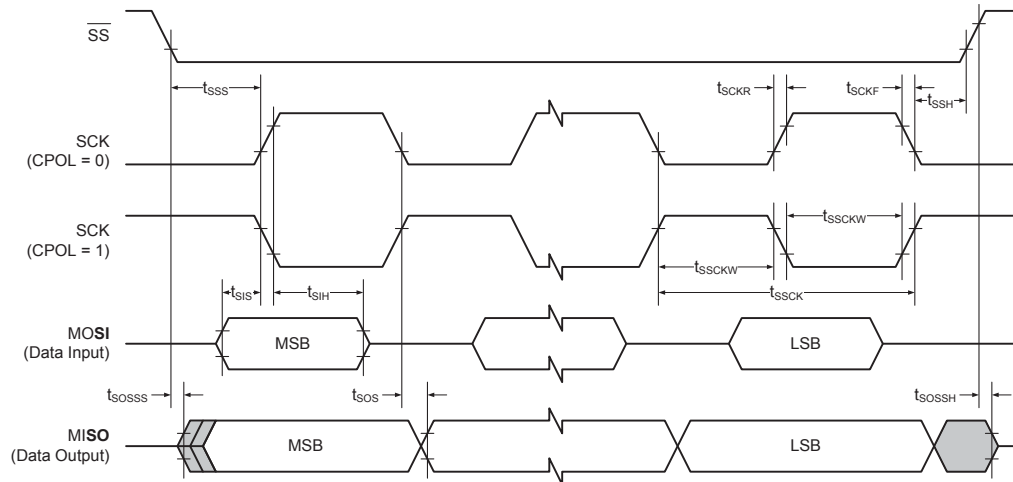 SS
tSSS
tSCKR
tSCKF
tSSH
SCK
(CPOL = 0)
SCK
(CPOL = 1)
tSSCKW
tSSCKW
tSIS
tSIH
tSSCK
MOSI
(Data Input)
MSB
LSB
tSOSSS
tSOS
tSOSSH
MISO
(Data Output)
MSB
LSB